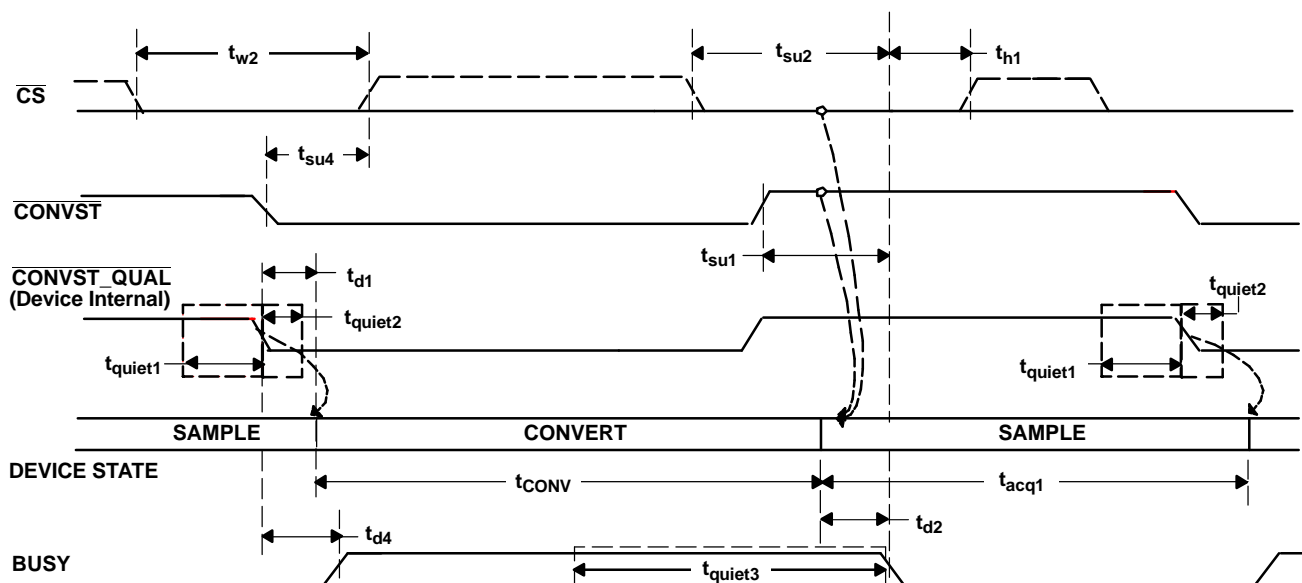 tw2
tsu2
th1
CS
tsu4
CONVST
tsu1
CONVST_QUAL
(Device Internal)
td1
tquiet2
tquiet2
tquiet1
tquiet1
SAMPLE CONVERT SAMPLE
DEVICE STATE
tCONV
tacq1
td4
td2
BUSY
tquiet3